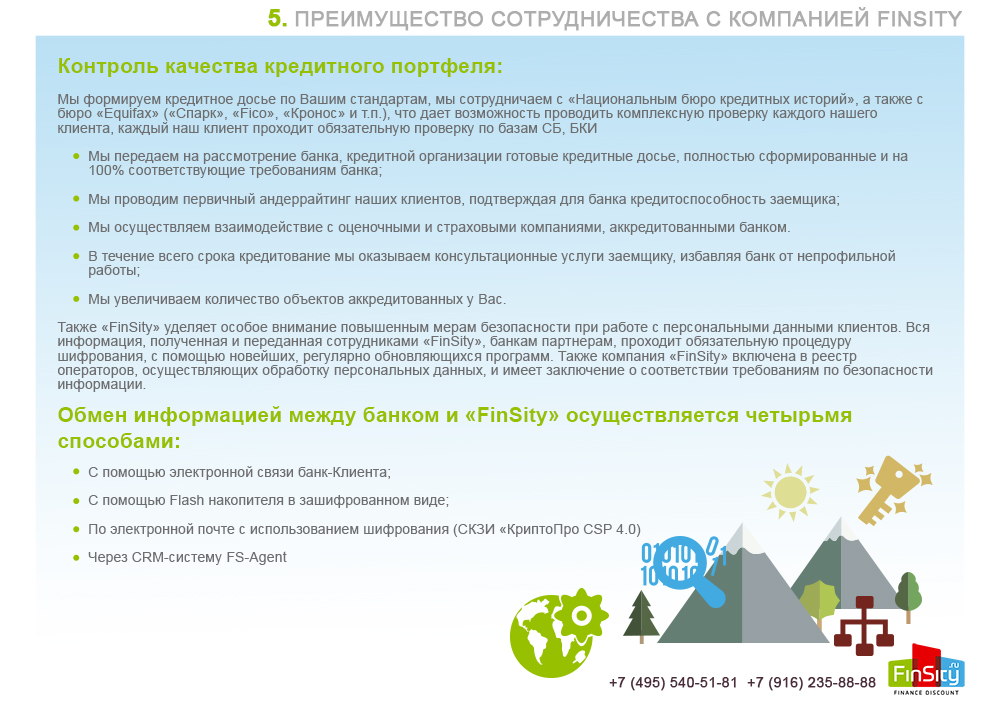 5. ПРЕИМУЩЕСТВО СОТРУДНИЧЕСТВА С КОМПАНИЕЙ FINSITY
Контроль качества кредитного портфеля:
Мы формируем кредитное досье по Вашим стандартам, мы сотрудничаем с «Национальным бюро кредитных историй», а также с
бюро «Equifax» («Спарк», «Fico», «Кронос» и т.п.), что дает возможность проводить комплексную проверку каждого нашего
клиента, каждый наш клиент проходит обязательную проверку по базам СБ, БКИ
• Мы передаем на рассмотрение банка, кредитной организации готовые кредитные досье, полностью сформированные и на
100% соответствующие требованиям банка;
• Мы проводим первичный андеррайтинг наших клиентов, подтверждая для банка кредитоспособность заемщика;
• Мы осуществляем взаимодействие с оценочными и страховыми компаниями, аккредитованными банком.
• В течение всего срока кредитование мы оказываем консультационные услуги заемщику, избавляя банк от непрофильной
работы;
• Мы увеличиваем количество объектов аккредитованных у Вас.
Также «FinSity» уделяет особое внимание повышенным мерам безопасности при работе с персональными данными клиентов. Вся
информация, полученная и переданная сотрудниками «FinSity», банкам партнерам, проходит обязательную процедуру
шифрования, с помощью новейших, регулярно обновляющихся программ. Также компания «FinSity» включена в реестр
операторов, осуществляющих обработку персональных данных, и имеет заключение о соответствии требованиям по безопасности
информации.
Обмен информацией между банком и «FinSity» осуществляется четырьмя
способами:
• С помощью электронной связи банк-Клиента;
• С помощью Flash накопителя в зашифрованном виде;
• По электронной почте с использованием шифрования (СКЗИ «КриптоПро CSP 4.0)
• Через CRM-систему FS-Agent
+7 (495) 540-51-81 +7 (916) 235-88-88
FinSity.ru
FINANCE DISCOUNT